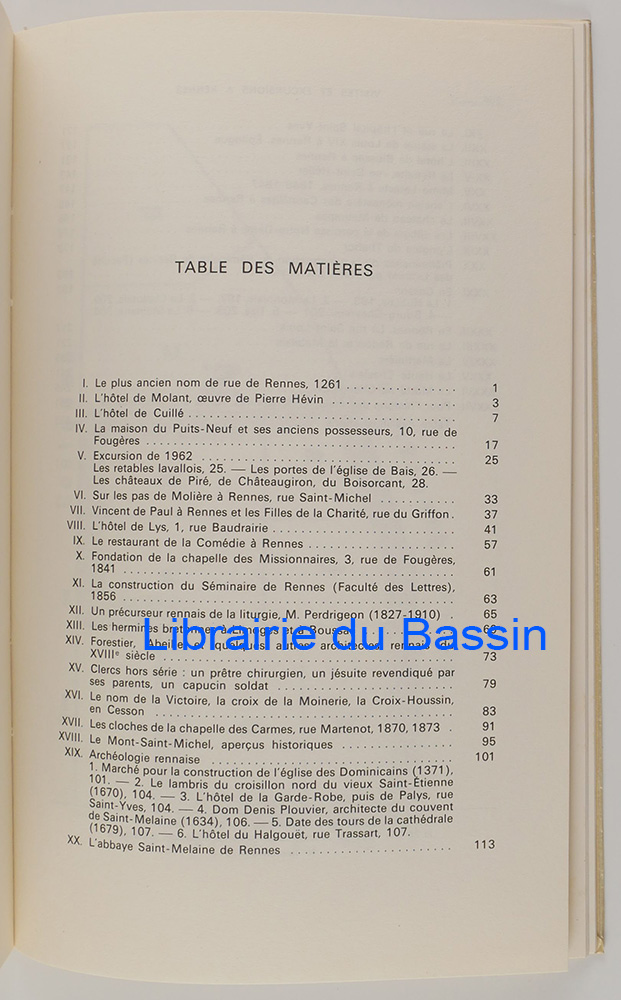 TABLE DES MATIÈRES
I. Le plus ancien nom de rue de Rennes, 1261 . . . . . . . . . . . . . . . . 1
II. L'hôtel de Molant, œuvre de Pierre Hévin . . . . . . . . . . . . . . . . . . 3
III. L'hôtel de Cuillé . . . . . . . . . . . . . . . . . . . . . . . . . . . . . . . . . . . . . . 7
IV. La maison du Puits-Neuf et ses anciens possesseurs, 10, rue de
Fougères . . . . . . . . . . . . . . . . . . . . . . . . . . . . . . . . . . . . . . . . . . . 17
V. Excursion de 1962 . . . . . . . . . . . . . . . . . . . . . . . . . . . . . . . . . . . 25
Les retables lavallois, 25. — Les portes de l'église de Bais, 26. —
Les châteaux de Piré, de Châteaugiron, du Boisorcant, 28.
VI. Sur les pas de Molière à Rennes, rue Saint-Michel . . . . . . . . . . . 33
VII. Vincent de Paul à Rennes et les Filles de la Charité, rue du Griffon . 37
VIII. L'hôtel de Lys, 1, rue Baudrairie . . . . . . . . . . . . . . . . . . . . . . . . . 41
IX. Le restaurant de la Comédie à Rennes . . . . . . . . . . . . . . . . . . . . 57
X. Fondation de la chapelle des Missionnaires, 3, rue de Fougères,
1841 . . . . . . . . . . . . . . . . . . . . . . . . . . . . . . . . . . . . . . . . . . . . . . 61
XI. La construction du Séminaire de Rennes (Faculté des Lettres),
1856 . . . . . . . . . . . . . . . . . . . . . . . . . . . . . . . . . . . . . . . . . . . . . . 63
XII. Un précurseur rennais de la liturgie, M. Perdrigeon (1827-1910) . 65
XIII. Les hermines bretonnes à Limoges et à Boussac . . . . . . . . . . . .
Librairie du Bassin
XIV. Forestier, Abeille et quelques autres architectes rennais du
XVIIIe siècle . . . . . . . . . . . . . . . . . . . . . . . . . . . . . . . . . . . . . . . . . 73
XV. Clercs hors série : un prêtre chirurgien, un jésuite revendiqué par
ses parents, un capucin soldat . . . . . . . . . . . . . . . . . . . . . . . . . . 79
XVI. Le nom de la Victoire, la croix de la Moinerie, la Croix-Houssin,
en Cesson . . . . . . . . . . . . . . . . . . . . . . . . . . . . . . . . . . . . . . . . . . 83
XVII. Les cloches de la chapelle des Carmes, rue Martenot, 1870, 1873 . 91
XVIII. Le Mont-Saint-Michel, aperçus historiques . . . . . . . . . . . . . . . . 95
XIX. Archéologie rennaise . . . . . . . . . . . . . . . . . . . . . . . . . . . . . . . . . . 101
1. Marché pour la construction de l'église des Dominicains (1371),
101. — 2. Le lambris du croisillon nord du vieux Saint-Étienne
(1670), 104. — 3. L'hôtel de la Garde-Robe, puis de Palys, rue
Saint-Yves, 104. — 4. Dom Denis Plouvier, architecte du couvent
de Saint-Melaine (1634), 106. — 5. Date des tours de la cathédrale
(1679), 107. — 6. L'hôtel du Halgouët, rue Trassart, 107.
XX. L'abbaye Saint-Melaine de Rennes . . . . . . . . . . . . . . . . . . . . . . . 113